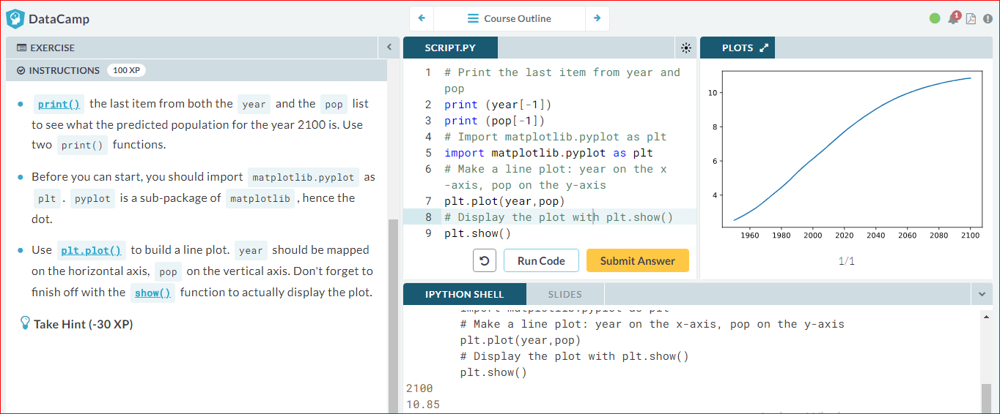 DataCamp
Course Outline
1
EXERCISE
INSTRUCTIONS 100 XP
print() the last item from both the year and the pop list
to see what the predicted population for the year 2100 is. Use
two print() functions.
Before you can start, you should import matplotlib.pyplot as
plt . pyplot is a sub-package of matplotlib , hence the
dot.
Use plt.plot() to build a line plot. year should be mapped
on the horizontal axis, pop on the vertical axis. Don't forget to
finish off with the show() function to actually display the plot.
Take Hint (-30 XP)
SCRIPT.PY
1 # Print the last item from year and
pop
2 print (year[-1])
3 print (pop[-1])
4 # Import matplotlib.pyplot as plt
5 import matplotlib.pyplot as plt
6 # Make a line plot: year on the x
-axis, pop on the y-axis
7 plt.plot(year,pop)
8 # Display the plot with plt.show()
9 plt.show()
Run Code
Submit Answer
PLOTS
10
8
6
4
1960 1980 2000 2020 2040 2060 2080 2100
1/1
IPYTHON SHELL
SLIDES
import matplotlib.pyplot as plt
# Make a line plot: year on the x-axis, pop on the y-axis
plt.plot(year,pop)
# Display the plot with plt.show()
plt.show()
2100
10.85